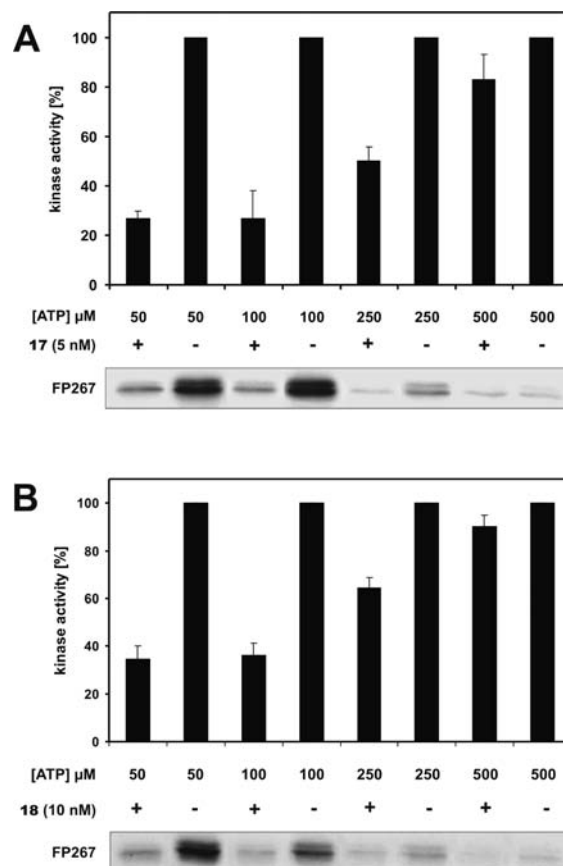 A
kinase activity [%]
100
80
60
40
20
0
[ATP] µM 50 50 100 100 250 250 500 500
17 (5 nM) + - + - + - + -
FP267
B
kinase activity [%]
100
80
60
40
20
0
[ATP] µM 50 50 100 100 250 250 500 500
18 (10 nM) + - + - + - + -
FP267